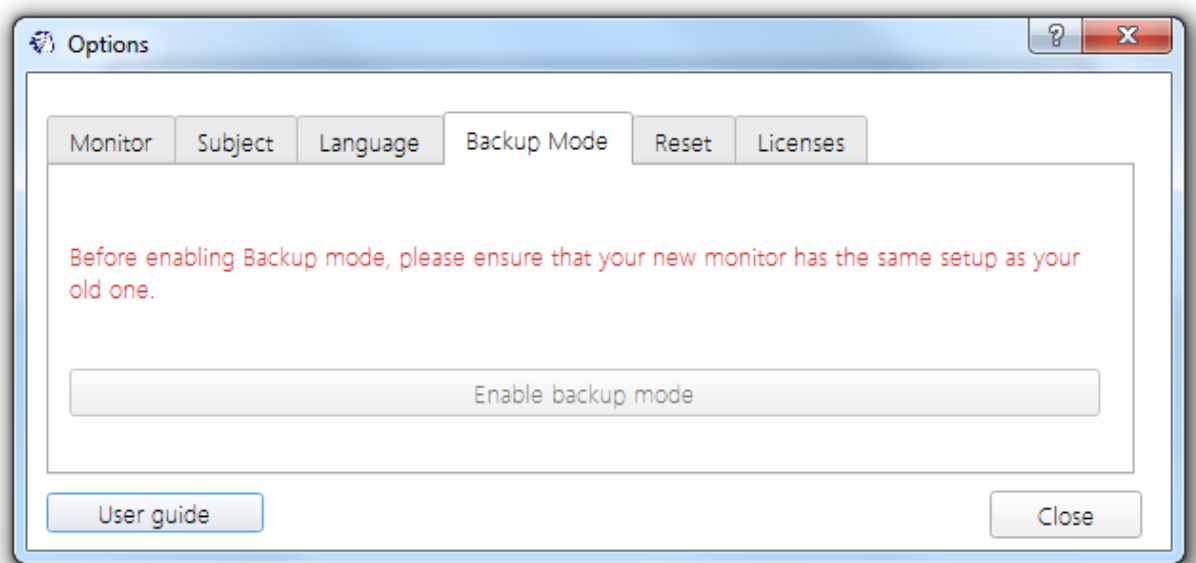 Options
Monitor Subject Language Backup Mode Reset Licenses
Before enabling Backup mode, please ensure that your new monitor has the same setup as your
old one.
Enable backup mode
User guide Close